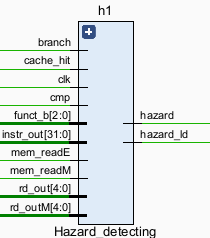 h1
branch
cache_hit
clk
cmp
funct_b[2:0]
instr_out[31:0]
mem_readE
mem_readM
rd_out[4:0]
rd_outM[4:0]
hazard
hazard_ld
Hazard_detecting